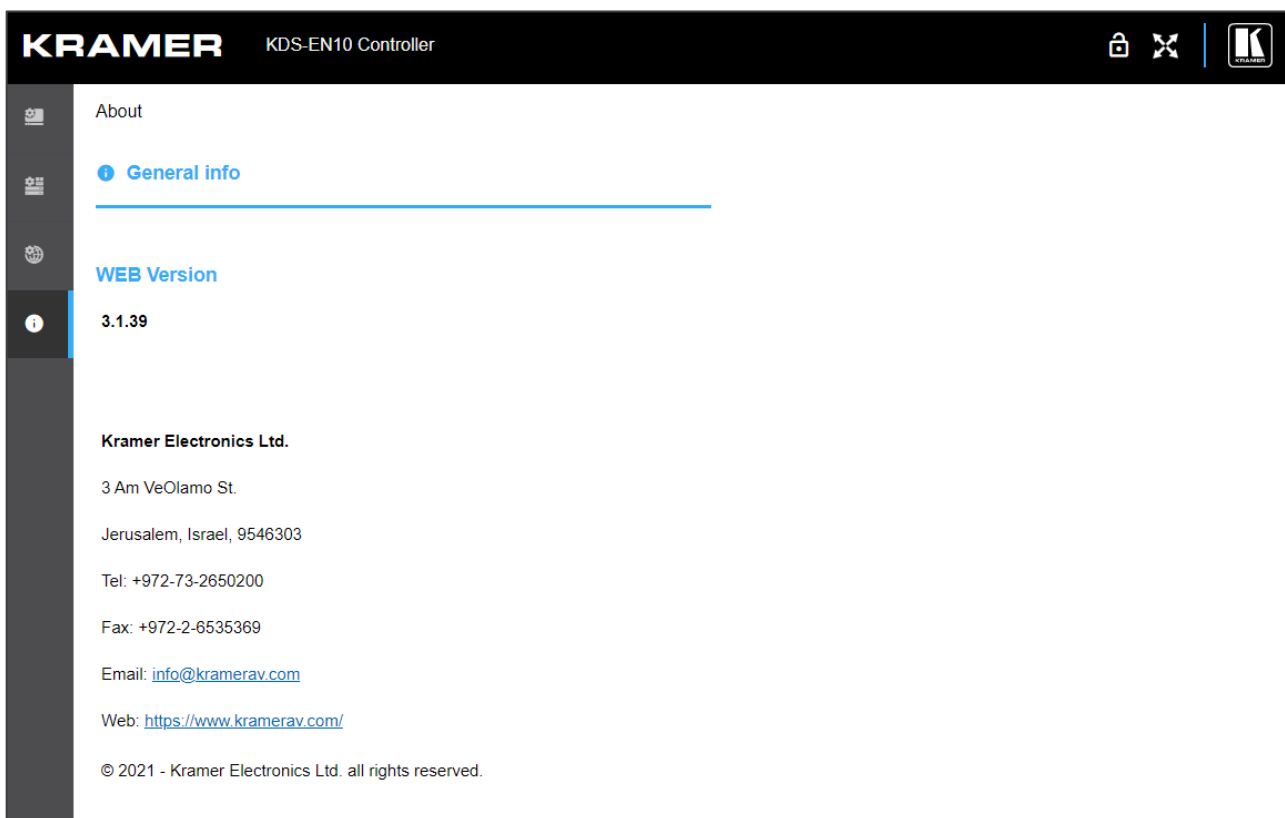 KRAMER KDS-EN10 Controller
KRAMER
About
General info
WEB Version
3.1.39
Kramer Electronics Ltd.
3 Am VeOlamo St.
Jerusalem, Israel, 9546303
Tel: +972-73-2650200
Fax: +972-2-6535369
Email: info@kramerav.com
Web: https://www.kramerav.com/
© 2021 - Kramer Electronics Ltd. all rights reserved.